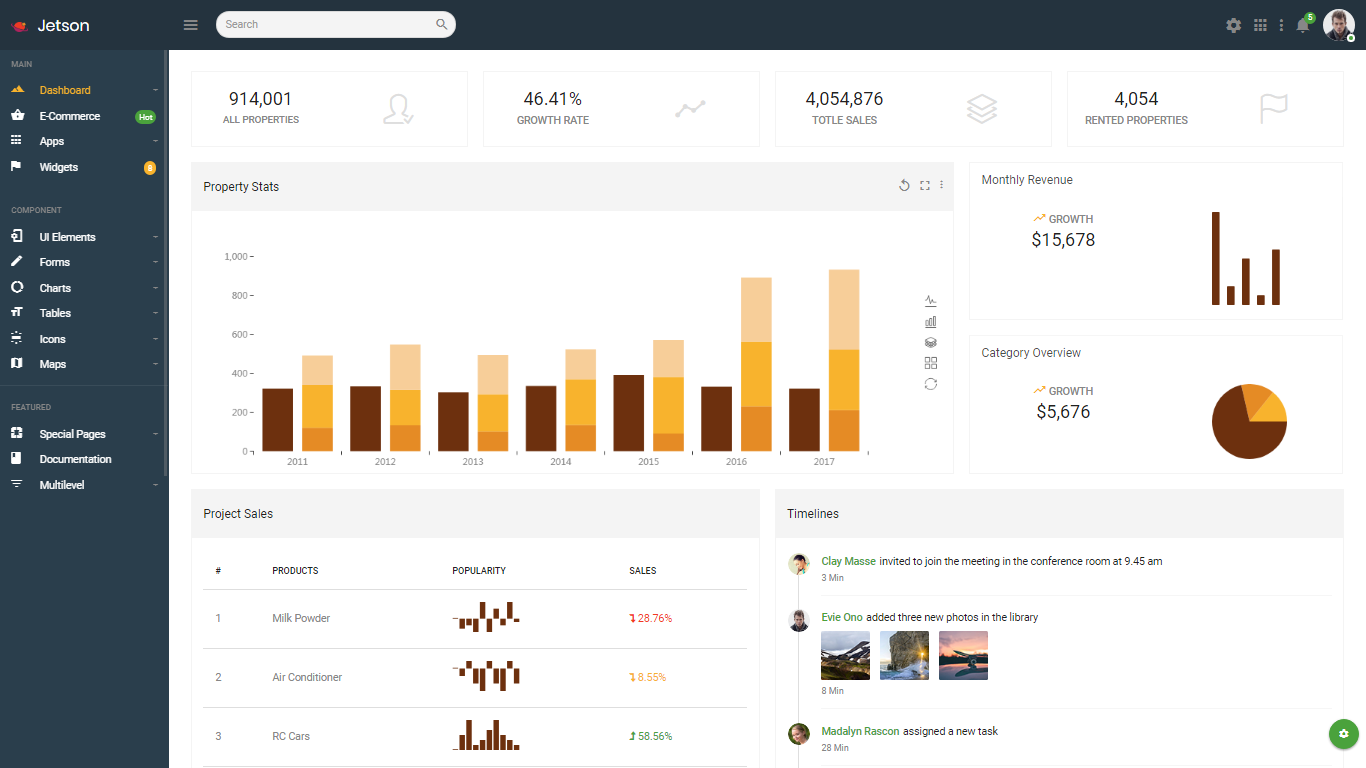 Jetson
Search
5
MAIN
Dashboard
E-Commerce Hot
Apps
Widgets 8
COMPONENT
UI Elements
Forms
Charts
Tables
Icons
Maps
FEATURED
Special Pages
Documentation
Multilevel
914,001
ALL PROPERTIES
46.41%
GROWTH RATE
4,054,876
TOTLE SALES
4,054
RENTED PROPERTIES
Property Stats
1,000
800
600
400
200
0
2011 2012 2013 2014 2015 2016 2017
Monthly Revenue
GROWTH
$15,678
Category Overview
GROWTH
$5,676
Project Sales
# PRODUCTS POPULARITY SALES
1 Milk Powder 28.76%
2 Air Conditioner 8.55%
3 RC Cars 58.56%
Timelines
Clay Masse invited to join the meeting in the conference room at 9.45 am
3 Min
Evie Ono added three new photos in the library
8 Min
Madalyn Rascon assigned a new task
28 Min